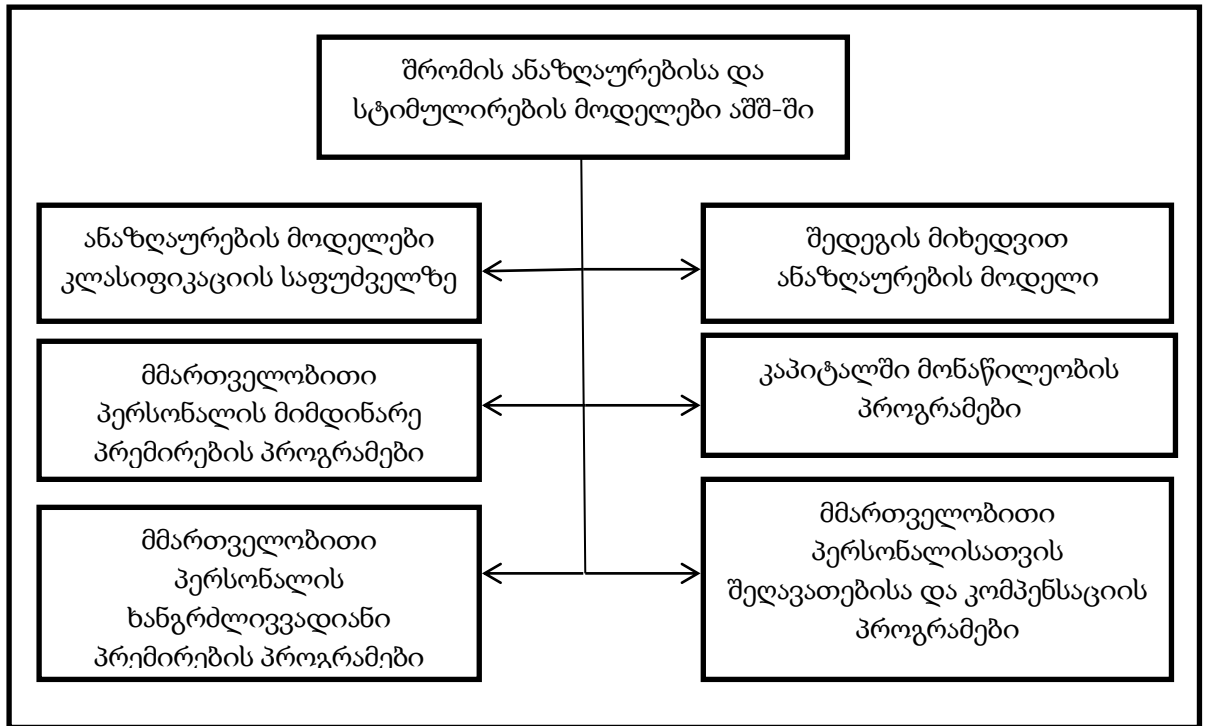 შრომის ანაზღაურებისა და
სტიმულირების მოდელები აშშ-ში
ანაზღაურების მოდელები
კლასიფიკაციის საფუძველზე
შედეგის მიხედვით
ანაზღაურების მოდელი
მმართველობითი
პერსონალის მიმდინარე
პრემირების პროგრამები
კაპიტალში მონაწილეობის
პროგრამები
მმართველობითი
პერსონალის
ხანგრძლივვადიანი
პრემირების პროგრამები
მმართველობითი
პერსონალისათვის
შეღავათებისა და კომპენსაციის
პროგრამები